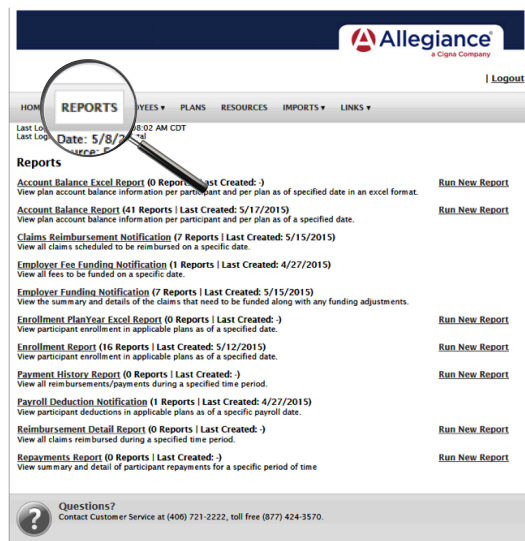 Allegiance®
a Cigna Company
| Logout
HOM REPORTS OYEES ▾ PLANS RESOURCES IMPORTS ▾ LINKS ▾
Last Lo 08:02 AM CDT
Last Log al
Date: 5/8/2
Reports
Account Balance Excel Report (0 Reports | Last Created: -) Run New Report
View plan account balance information per participant and per plan as of specified date in an excel format.
Account Balance Report (41 Reports | Last Created: 5/17/2015) Run New Report
View plan account balance information per participant and per plan as of a specified date.
Claims Reimbursement Notification (7 Reports | Last Created: 5/15/2015)
View all claims scheduled to be reimbursed on a specific date.
Employer Fee Funding Notification (1 Reports | Last Created: 4/27/2015)
View all fees to be funded on a specific date.
Employer Funding Notification (7 Reports | Last Created: 5/15/2015)
View the summary and details of the claims that need to be funded along with any funding adjustments.
Enrollment PlanYear Excel Report (0 Reports | Last Created: -) Run New Report
View participant enrollment in applicable plans as of a specified date.
Enrollment Report (16 Reports | Last Created: 5/12/2015) Run New Report
View participant enrollment in applicable plans as of a specified date.
Payment History Report (0 Reports | Last Created: -) Run New Report
View all reimbursements/payments during a specified time period.
Payroll Deduction Notification (1 Reports | Last Created: 4/27/2015)
View participant deductions in applicable plans as of a specific payroll date.
Reimbursement Detail Report (0 Reports | Last Created: -) Run New Report
View all claims reimbursed during a specified time period.
Repayments Report (0 Reports | Last Created: -) Run New Report
View summary and detail of participant repayments for a specific period of time
Questions?
Contact Customer Service at (406) 721-2222, toll free (877) 424-3570.